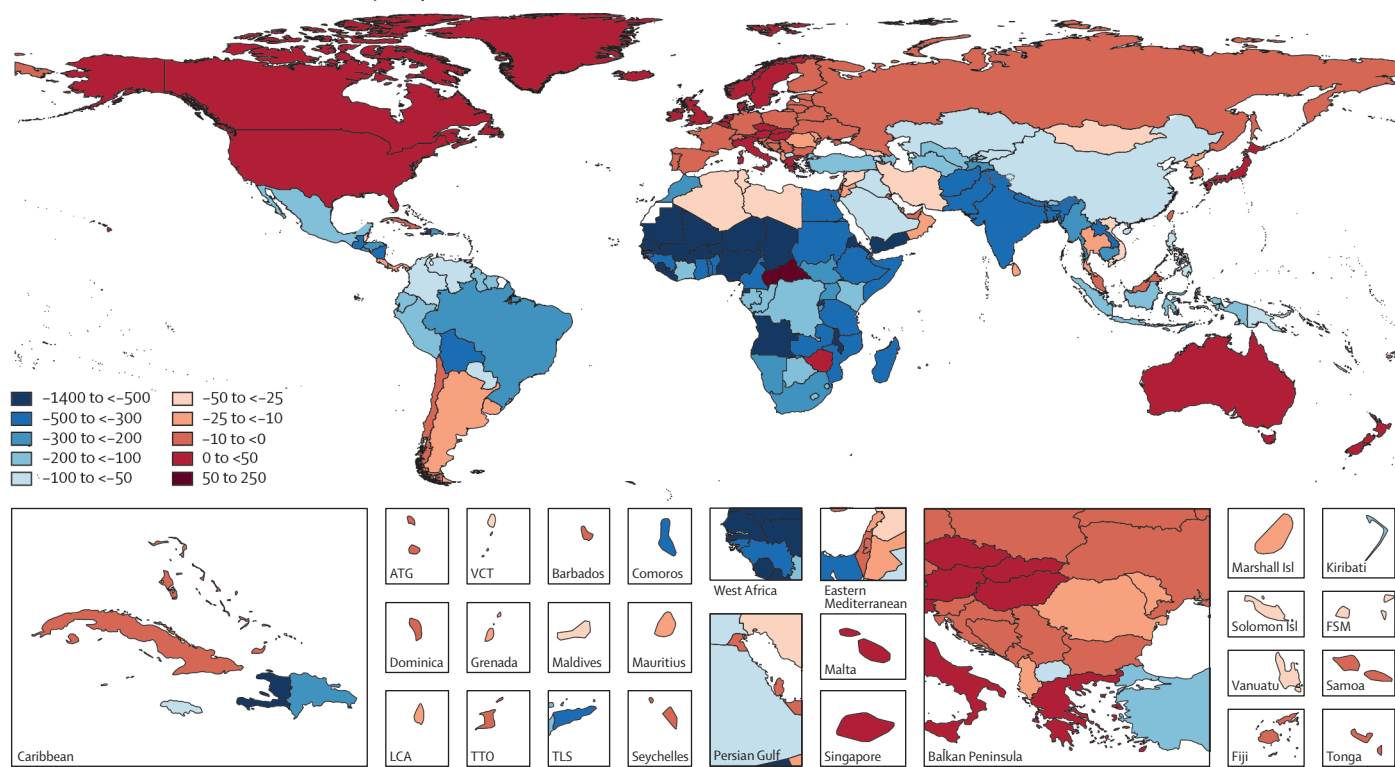 −1400 to <−500
−500 to <−300
−300 to <−200
−200 to <−100
−100 to <−50
−50 to <−25
−25 to <−10
−10 to <0
0 to <50
50 to 250
Caribbean
ATG
VCT
Barbados
Comoros
West Africa
Eastern
Mediterranean
Marshall Isl
Kiribati
Dominica
Grenada
Maldives
Mauritius
Malta
Solomon Isl
FSM
Vanuatu
Samoa
LCA
TTO
TLS
Seychelles
Persian Gulf
Singapore
Balkan Peninsula
Fiji
Tonga